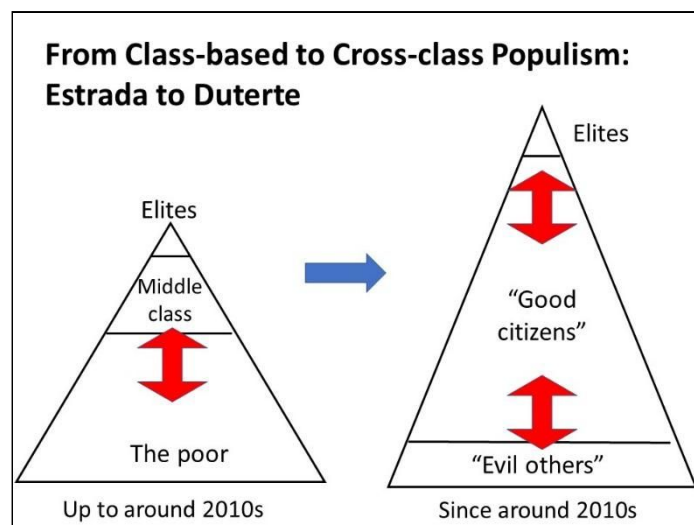 From Class-based to Cross-class Populism:
Estrada to Duterte
Elites
Middle
class
The poor
Up to around 2010s
Elites
“Good
citizens”
“Evil others”
Since around 2010s